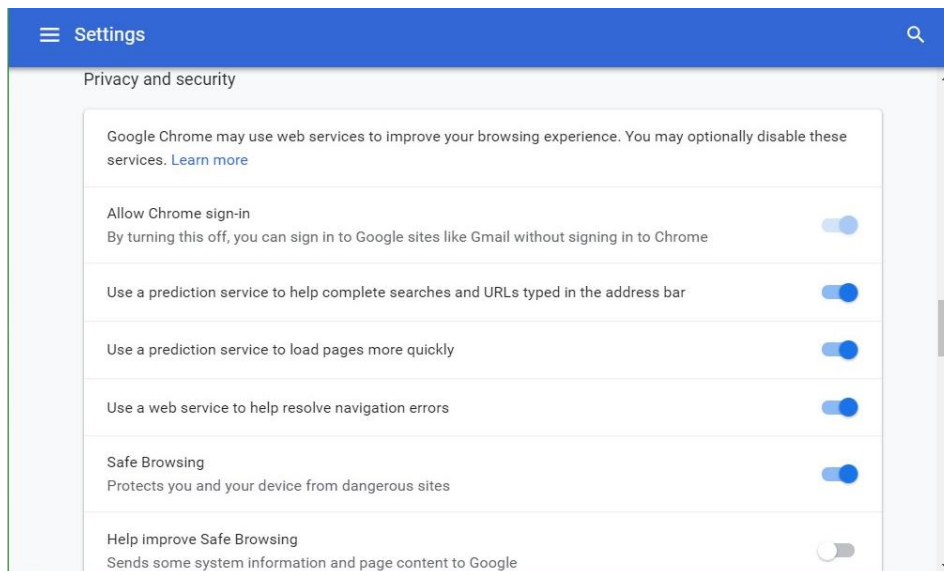 Settings
Privacy and security
Google Chrome may use web services to improve your browsing experience. You may optionally disable these
services. Learn more
Allow Chrome sign-in
By turning this off, you can sign in to Google sites like Gmail without signing in to Chrome
Use a prediction service to help complete searches and URLs typed in the address bar
Use a prediction service to load pages more quickly
Use a web service to help resolve navigation errors
Safe Browsing
Protects you and your device from dangerous sites
Help improve Safe Browsing
Sends some system information and page content to Google